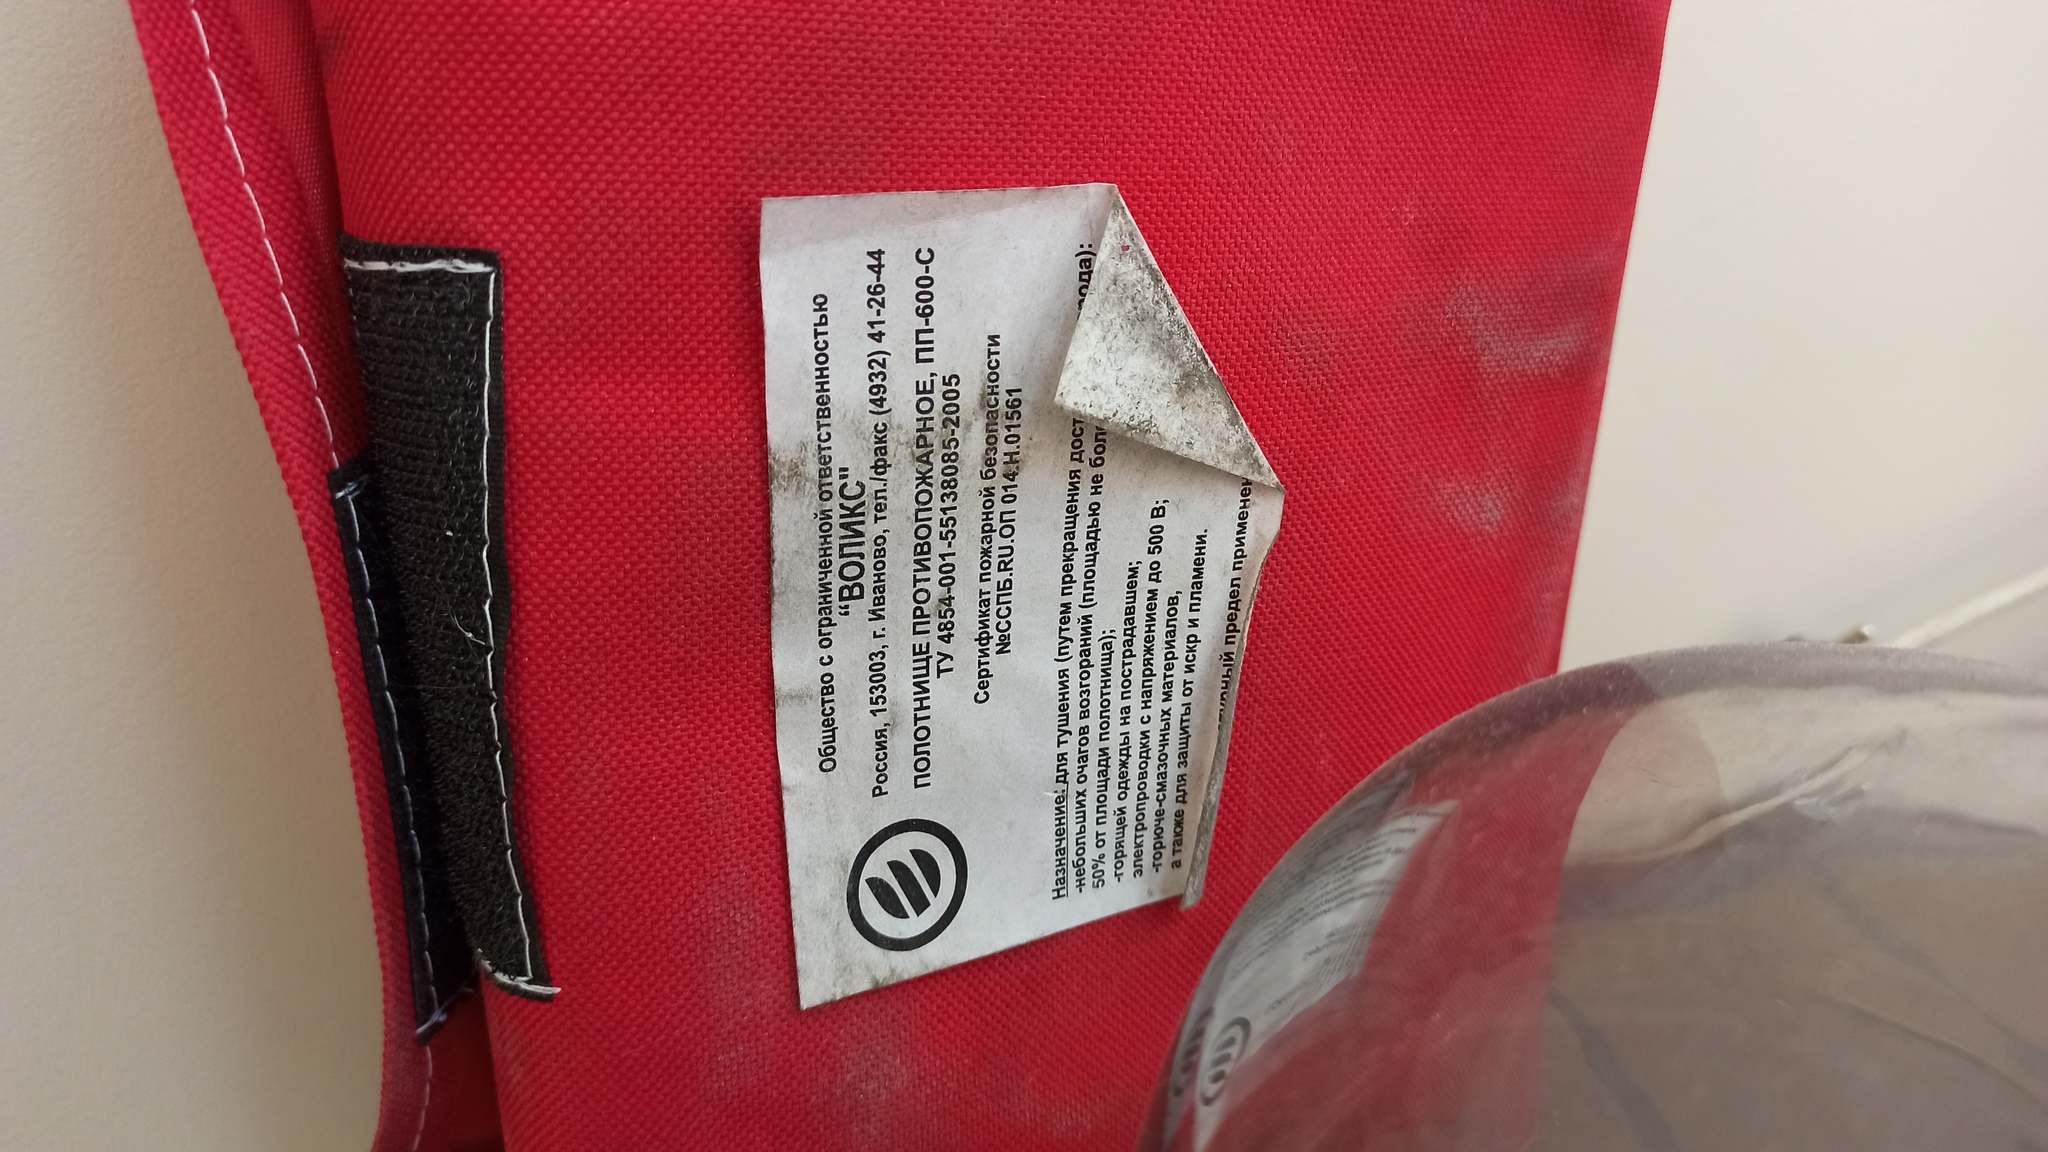 Общество с ограниченной ответственностью
"ВОЛИКС"
Россия, 153003, г. Иваново, тел./факс (4932) 41-26-44
ПОЛОТНИЩЕ ПРОТИВОПОЖАРНОЕ, ПП-600-С
ТУ 4854-001-55138085-2005
Сертификат пожарной безопасности
№ССПБ.RU.ОП 014.Н.01561
Назначение: для тушения (путем прекращения
-небольших очагов возгораний (площадью не
50% от площади полотнища);
-горящей одежды на пострадавшем;
электропроводки с напряжением до 500 В;
-горюче-смазочных материалов,
а также для защиты от искр и пламени.
предел